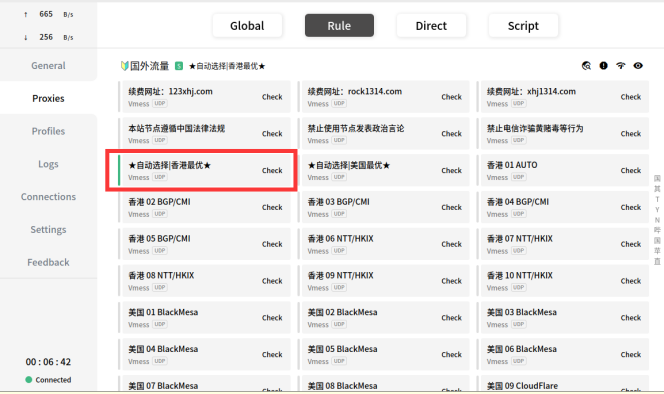 ↑ 665 B/s
↓ 256 B/s
Global
Rule
Direct
Script
General
Proxies
Profiles
Logs
Connections
Settings
Feedback
00 : 06 : 42
Connected
国外流量 S ★自动选择|香港最优★
续费网址：123xhj.com
Vmess UDP
Check
续费网址：rock1314.com
Vmess UDP
Check
续费网址：xhj1314.com
Vmess UDP
Check
本站节点遵循中国法律法规
Vmess UDP
Check
禁止使用节点发表政治言论
Vmess UDP
Check
禁止电信诈骗黄赌毒等行为
Vmess UDP
Check
★自动选择|香港最优★
Vmess UDP
Check
★自动选择|美国最优★
Vmess UDP
Check
香港 01 AUTO
Vmess UDP
Check
香港 02 BGP/CMI
Vmess UDP
Check
香港 03 BGP/CMI
Vmess UDP
Check
香港 04 BGP/CMI
Vmess UDP
Check
香港 05 BGP/CMI
Vmess UDP
Check
香港 06 NTT/HKIX
Vmess UDP
Check
香港 07 NTT/HKIX
Vmess UDP
Check
香港 08 NTT/HKIX
Vmess UDP
Check
香港 09 NTT/HKIX
Vmess UDP
Check
香港 10 NTT/HKIX
Vmess UDP
Check
美国 01 BlackMesa
Vmess UDP
Check
美国 02 BlackMesa
Vmess UDP
Check
美国 03 BlackMesa
Vmess UDP
Check
美国 04 BlackMesa
Vmess UDP
Check
美国 05 BlackMesa
Vmess UDP
Check
美国 06 BlackMesa
Vmess UDP
Check
美国 07 BlackMesa
Check
美国 08 BlackMesa
Check
美国 09 CloudFlare
Check
国
其
T
Y
N
哔
国
苹
直